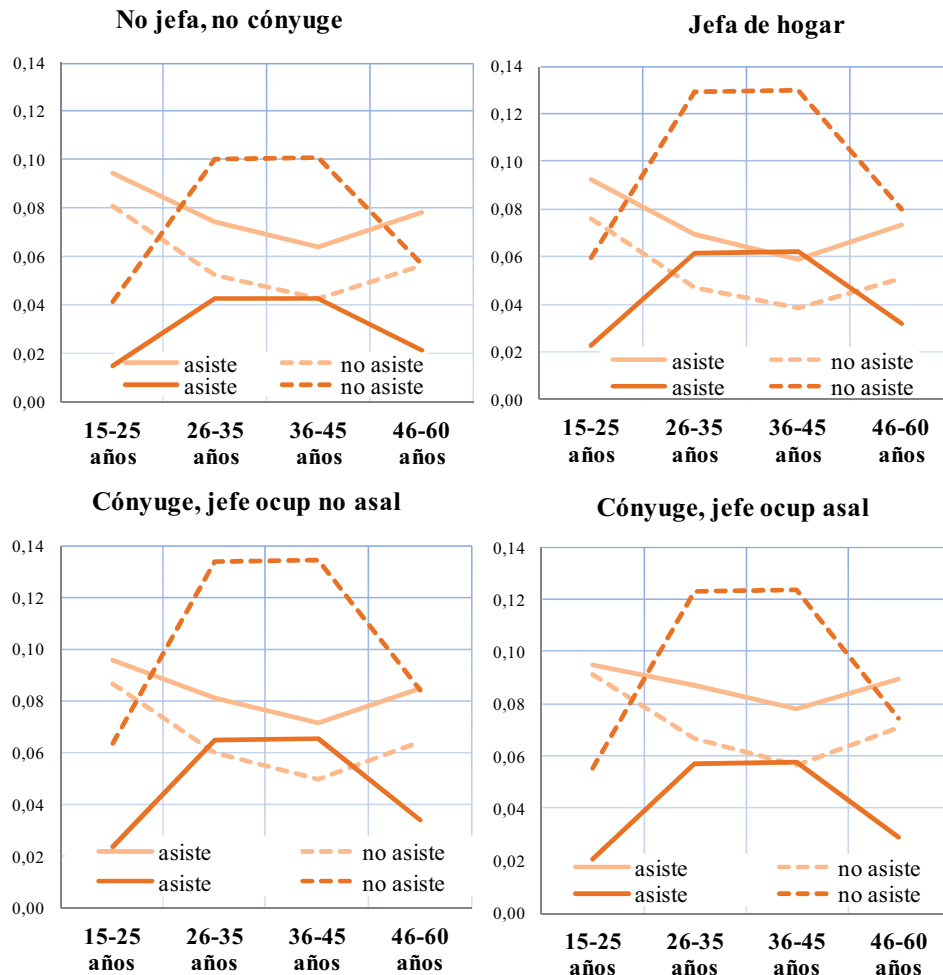 No jefa, no cónyuge
0,14
0,12
0,10
0,08
0,06
0,04
0,02
0,00
asiste
no asiste
asiste
no asiste
15-25 26-35 36-45 46-60
años años años años
Jefa de hogar
0,14
0,12
0,10
0,08
0,06
0,04
0,02
0,00
asiste
no asiste
asiste
no asiste
15-25 26-35 36-45 46-60
años años años años
Cónyuge, jefe ocup no asal
0,14
0,12
0,10
0,08
0,06
0,04
0,02
0,00
asiste
no asiste
asiste
no asiste
15-25 26-35 36-45 46-60
años años años años
Cónyuge, jefe ocup asal
0,14
0,12
0,10
0,08
0,06
0,04
0,02
0,00
asiste
no asiste
asiste
no asiste
15-25 26-35 36-45 46-60
años años años años